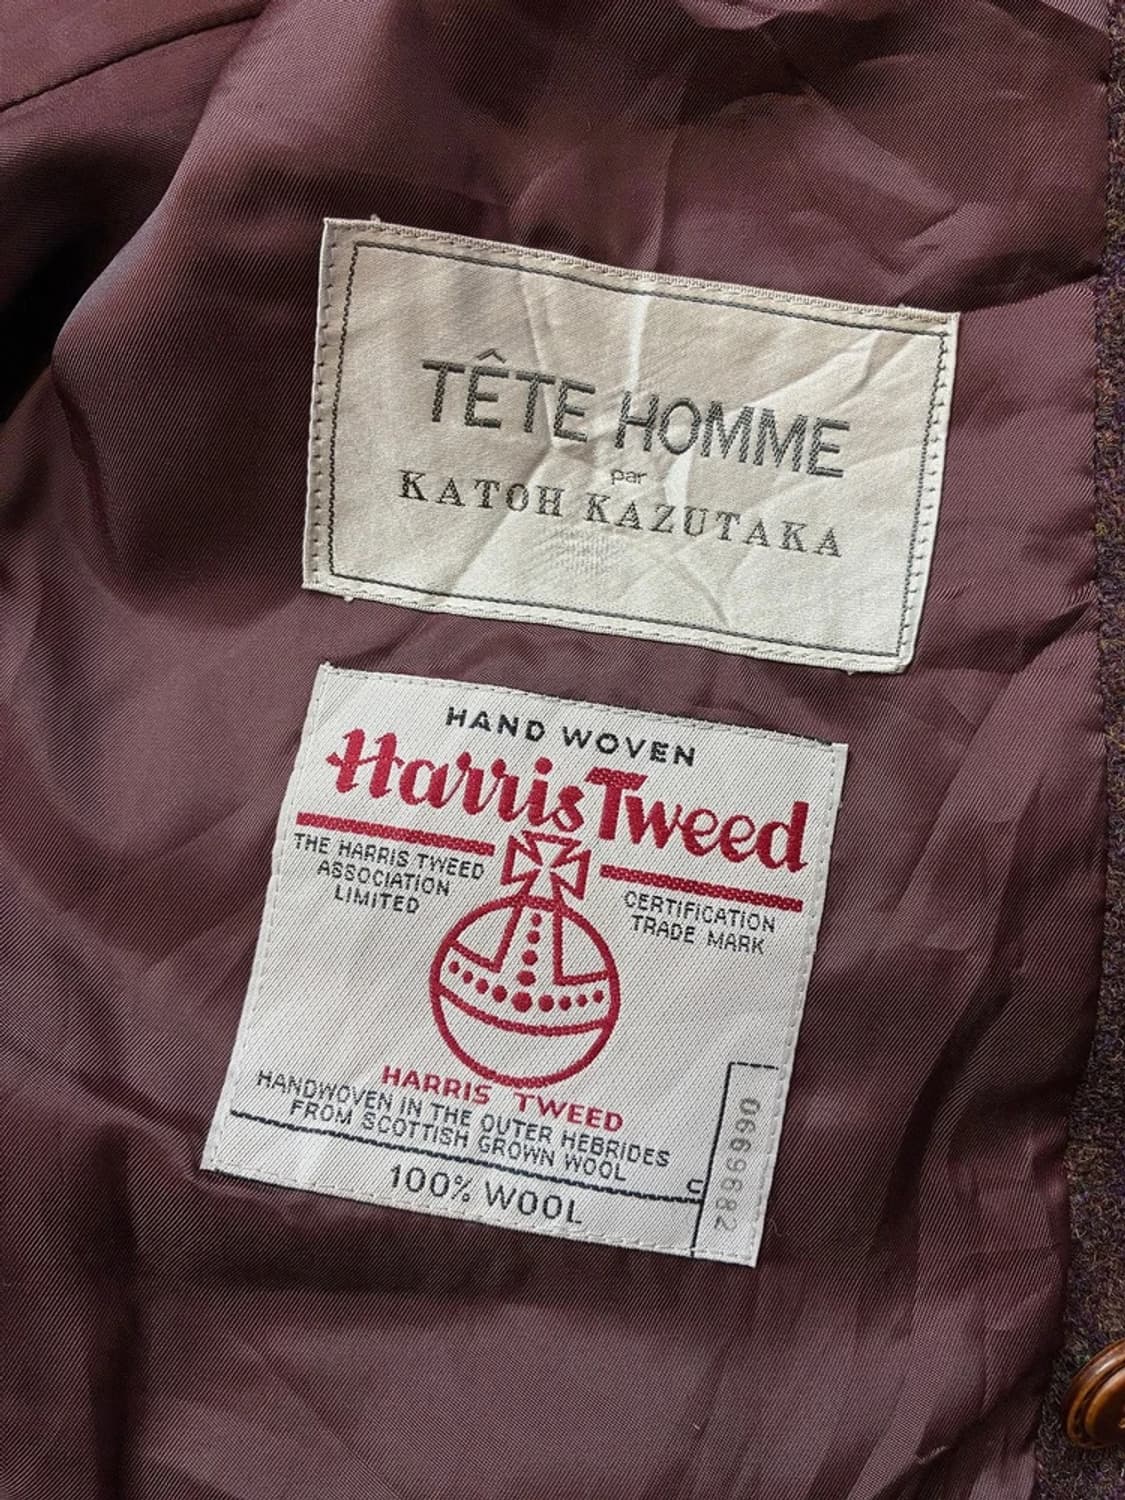 TÊTE HOMME
par
KATOH KAZUTAKA
HAND WOVEN
Harris Tweed
THE HARRIS TWEED
ASSOCIATION
LIMITED
CERTIFICATION
TRADE MARK
HARRIS TWEED
HANDWOVEN IN THE OUTER HEBRIDES
FROM SCOTTISH GROWN WOOL
100% WOOL
C
0669682